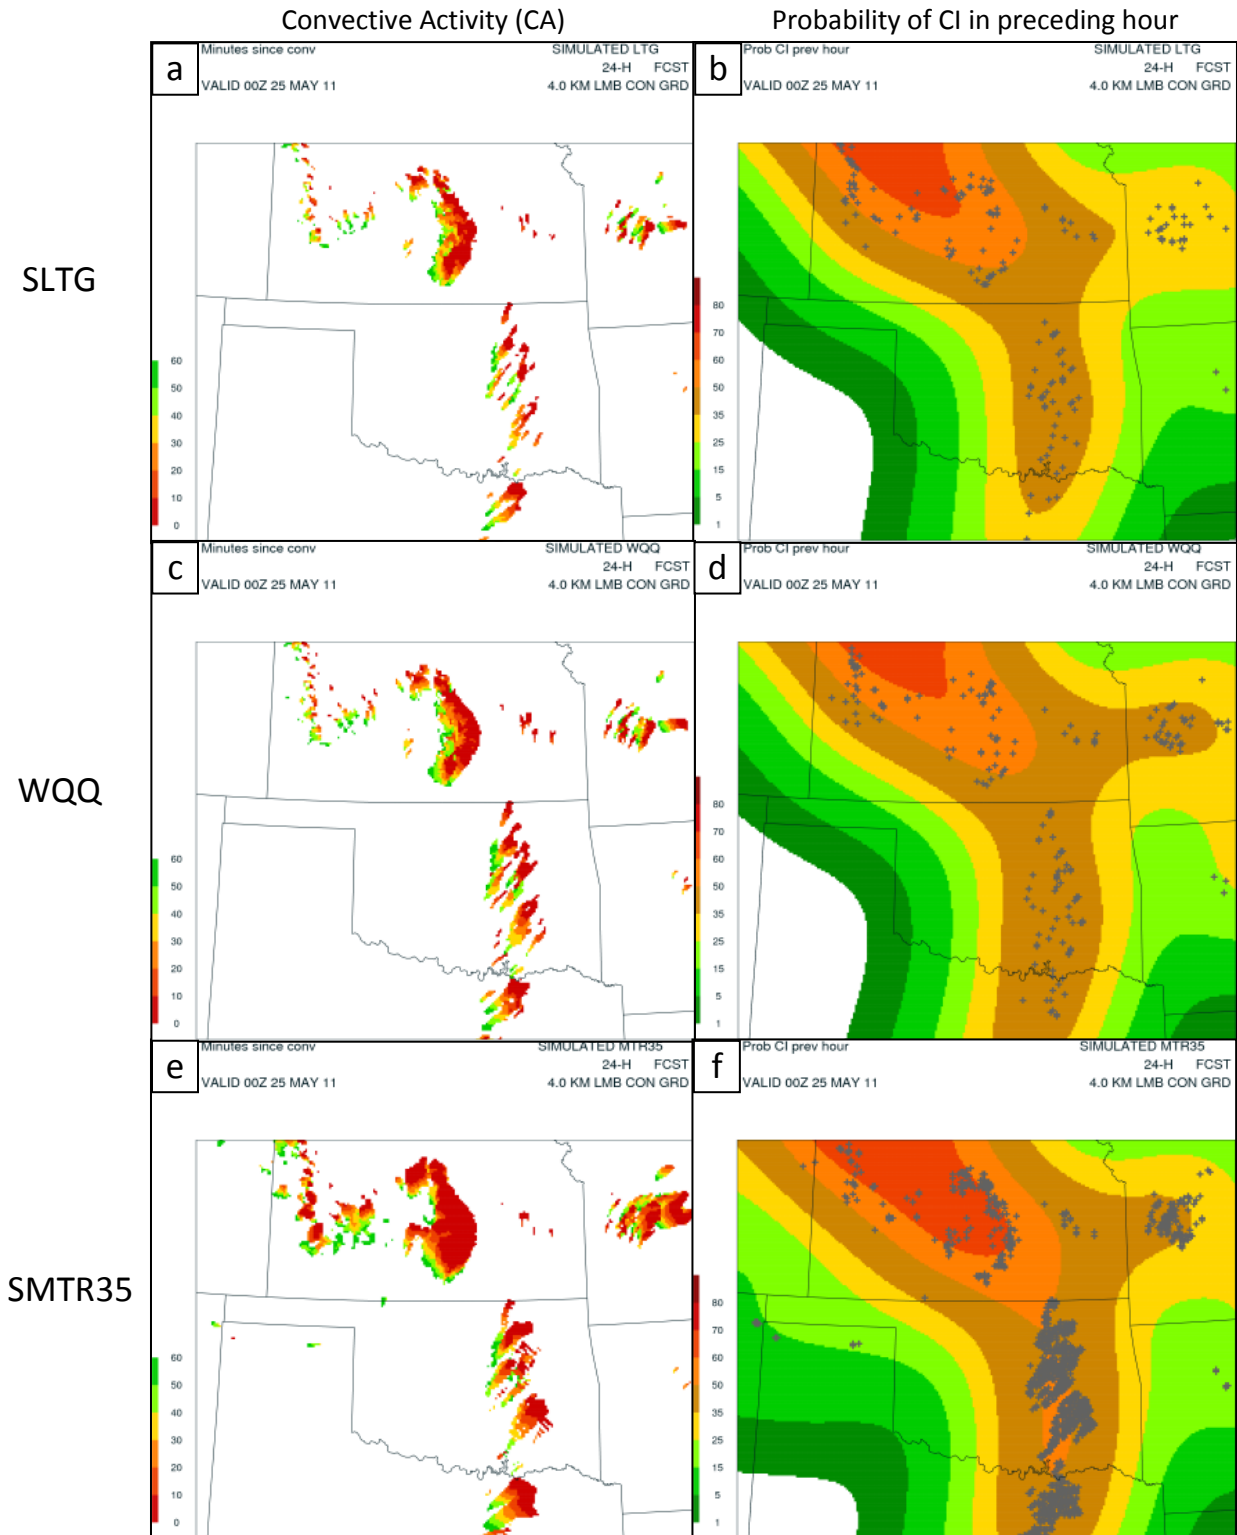 Convective Activity (CA)
Probability of CI in preceding hour
SLTG
a
Minutes since conv
SIMULATED LTG
24-H FCST
VALID 00Z 25 MAY 11
4.0 KM LMB CON GRD
60
50
40
30
20
10
0
b
Prob CI prev hour
SIMULATED LTG
24-H FCST
VALID 00Z 25 MAY 11
4.0 KM LMB CON GRD
80
70
60
50
35
25
15
5
1
WQQ
c
Minutes since conv
SIMULATED WQQ
24-H FCST
VALID 00Z 25 MAY 11
4.0 KM LMB CON GRD
60
50
40
30
20
10
0
d
Prob CI prev hour
SIMULATED WQQ
24-H FCST
VALID 00Z 25 MAY 11
4.0 KM LMB CON GRD
80
70
60
50
35
25
15
5
1
SMTR35
e
Minutes since conv
SIMULATED MTR35
24-H FCST
VALID 00Z 25 MAY 11
4.0 KM LMB CON GRD
60
50
40
30
20
10
0
f
Prob CI prev hour
SIMULATED MTR35
24-H FCST
VALID 00Z 25 MAY 11
4.0 KM LMB CON GRD
80
70
60
50
35
25
15
5
1